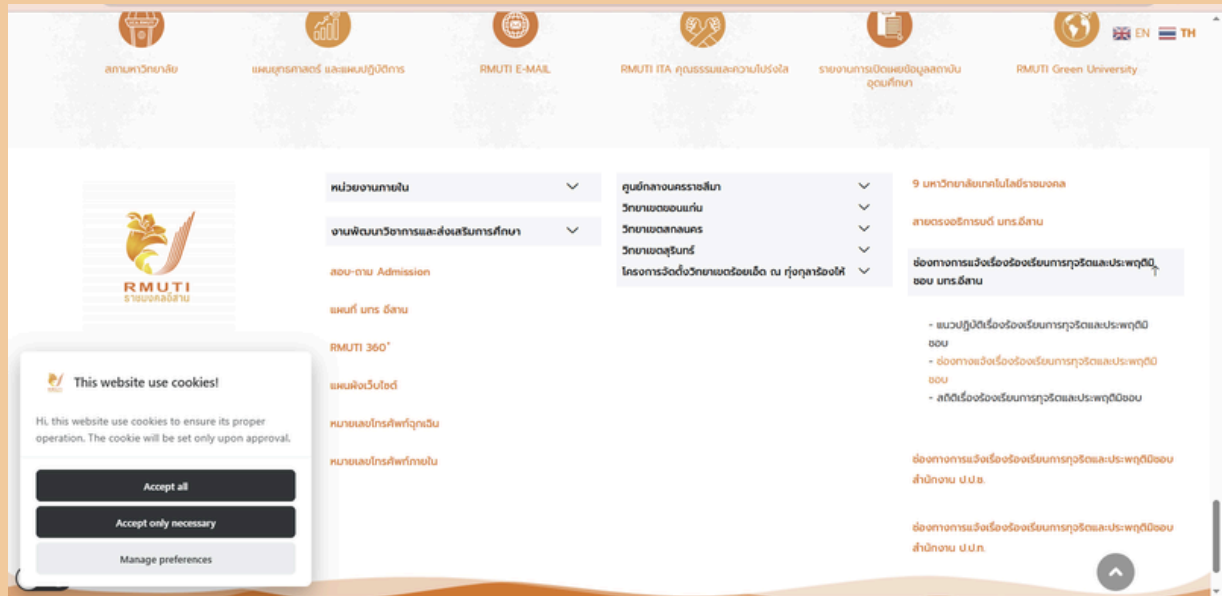 สภามหาวิทยาลัย
แผนยุทธศาสตร์ และแผนปฏิบัติการ
RMUTI E-MAIL
RMUTI ITA คุณธรรมและความโปร่งใส
รายงานการเปิดเผยข้อมูลสถาบัน
อุดมศึกษา
RMUTI Green University
EN
TH
RMUTI
ราชมงคลอีสาน
หน่วยงานภายใน
งานพัฒนาวิชาการและส่งเสริมการศึกษา
สอบ-ถาม Admission
แผนที่ มทร อีสาน
RMUTI 360°
แผนผังเว็บไซต์
หมายเลขโทรศัพท์ฉุกเฉิน
หมายเลขโทรศัพท์ภายใน
ศูนย์กลางนครราชสีมา
วิทยาเขตขอนแก่น
วิทยาเขตสกลนคร
วิทยาเขตสุรินทร์
โครงการจัดตั้งวิทยาเขตร้อยเอ็ด ณ ทุ่งกุลาร้องไห้
9 มหาวิทยาลัยเทคโนโลยีราชมงคล
สายตรงอธิการบดี มทร.อีสาน
ช่องทางการแจ้งเรื่องร้องเรียนการทุจริตและประพฤติมิ
ชอบ มทร.อีสาน
- แนวปฏิบัติเรื่องร้องเรียนการทุจริตและประพฤติมิ
ชอบ
- ช่องทางแจ้งเรื่องร้องเรียนการทุจริตและประพฤติมิ
ชอบ
- สถิติเรื่องร้องเรียนการทุจริตและประพฤติมิชอบ
ช่องทางการแจ้งเรื่องร้องเรียนการทุจริตและประพฤติมิชอบ
สำนักงาน ป.ป.ช.
ช่องทางการแจ้งเรื่องร้องเรียนการทุจริตและประพฤติมิชอบ
สำนักงาน ป.ป.ท.
This website use cookies!
Hi, this website use cookies to ensure its proper
operation. The cookie will be set only upon approval.
Accept all
Accept only necessary
Manage preferences